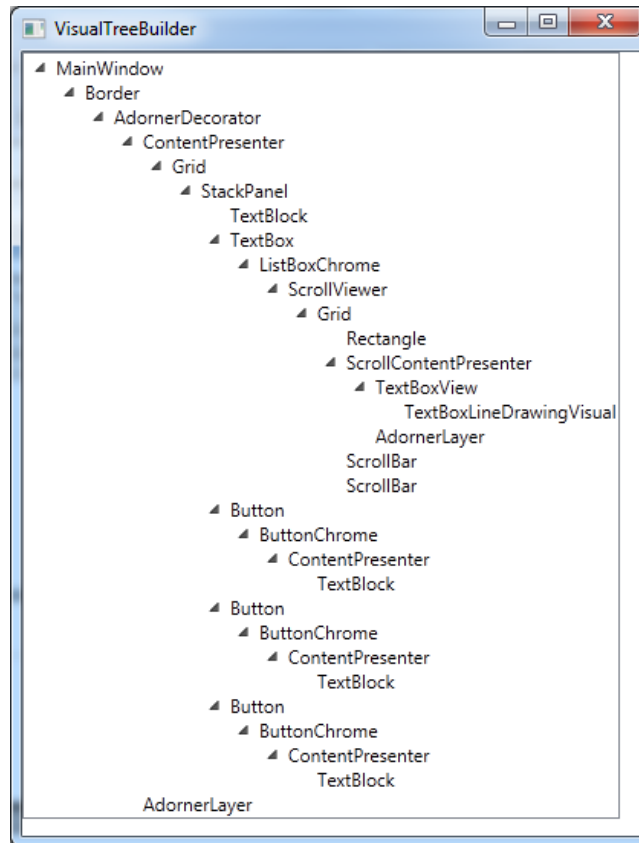 VisualTreeBuilder
MainWindow
Border
AdornerDecorator
ContentPresenter
Grid
StackPanel
TextBlock
TextBox
ListBoxChrome
ScrollViewer
Grid
Rectangle
ScrollContentPresenter
TextBoxView
TextBoxLineDrawingVisual
AdornerLayer
ScrollBar
ScrollBar
Button
ButtonChrome
ContentPresenter
TextBlock
Button
ButtonChrome
ContentPresenter
TextBlock
Button
ButtonChrome
ContentPresenter
TextBlock
AdornerLayer